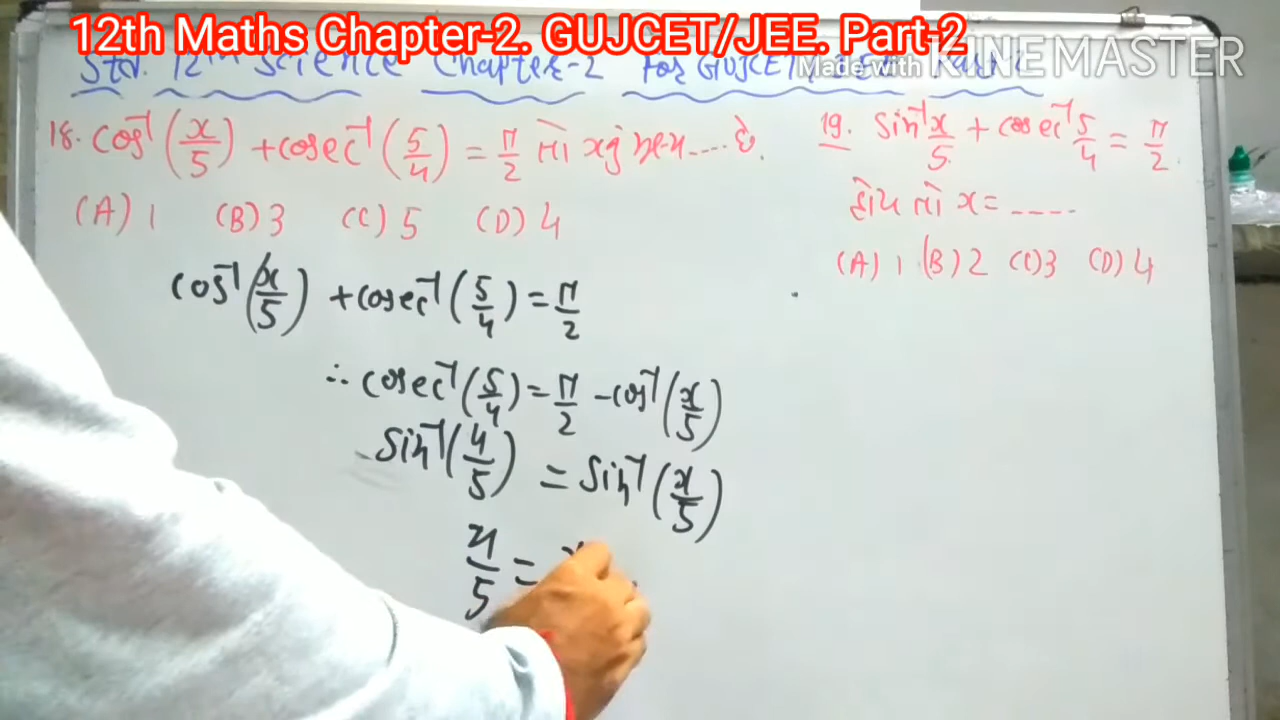 12th Maths Chapter-2. GUJCET/JEE. Part-2
Made with KINEMASTER
Std. 12th Science Chapter-2 For GUJCET
18. cos⁻¹(x/5) + cosec⁻¹(5/4) = π/2 તો xનું મૂલ્ય .... છે.
(A) 1 (B) 3 (C) 5 (D) 4
cos⁻¹(x/5) + cosec⁻¹(5/4) = π/2
∴ cosec⁻¹(5/4) = π/2 - cos⁻¹(x/5)
sin⁻¹(4/5) = sin⁻¹(x/5)
4/5 = x
19. sin⁻¹ x/5 + cosec⁻¹ 5/4 = π/2
હોય તો x = ----
(A) 1 (B) 2 (C) 3 (D) 4